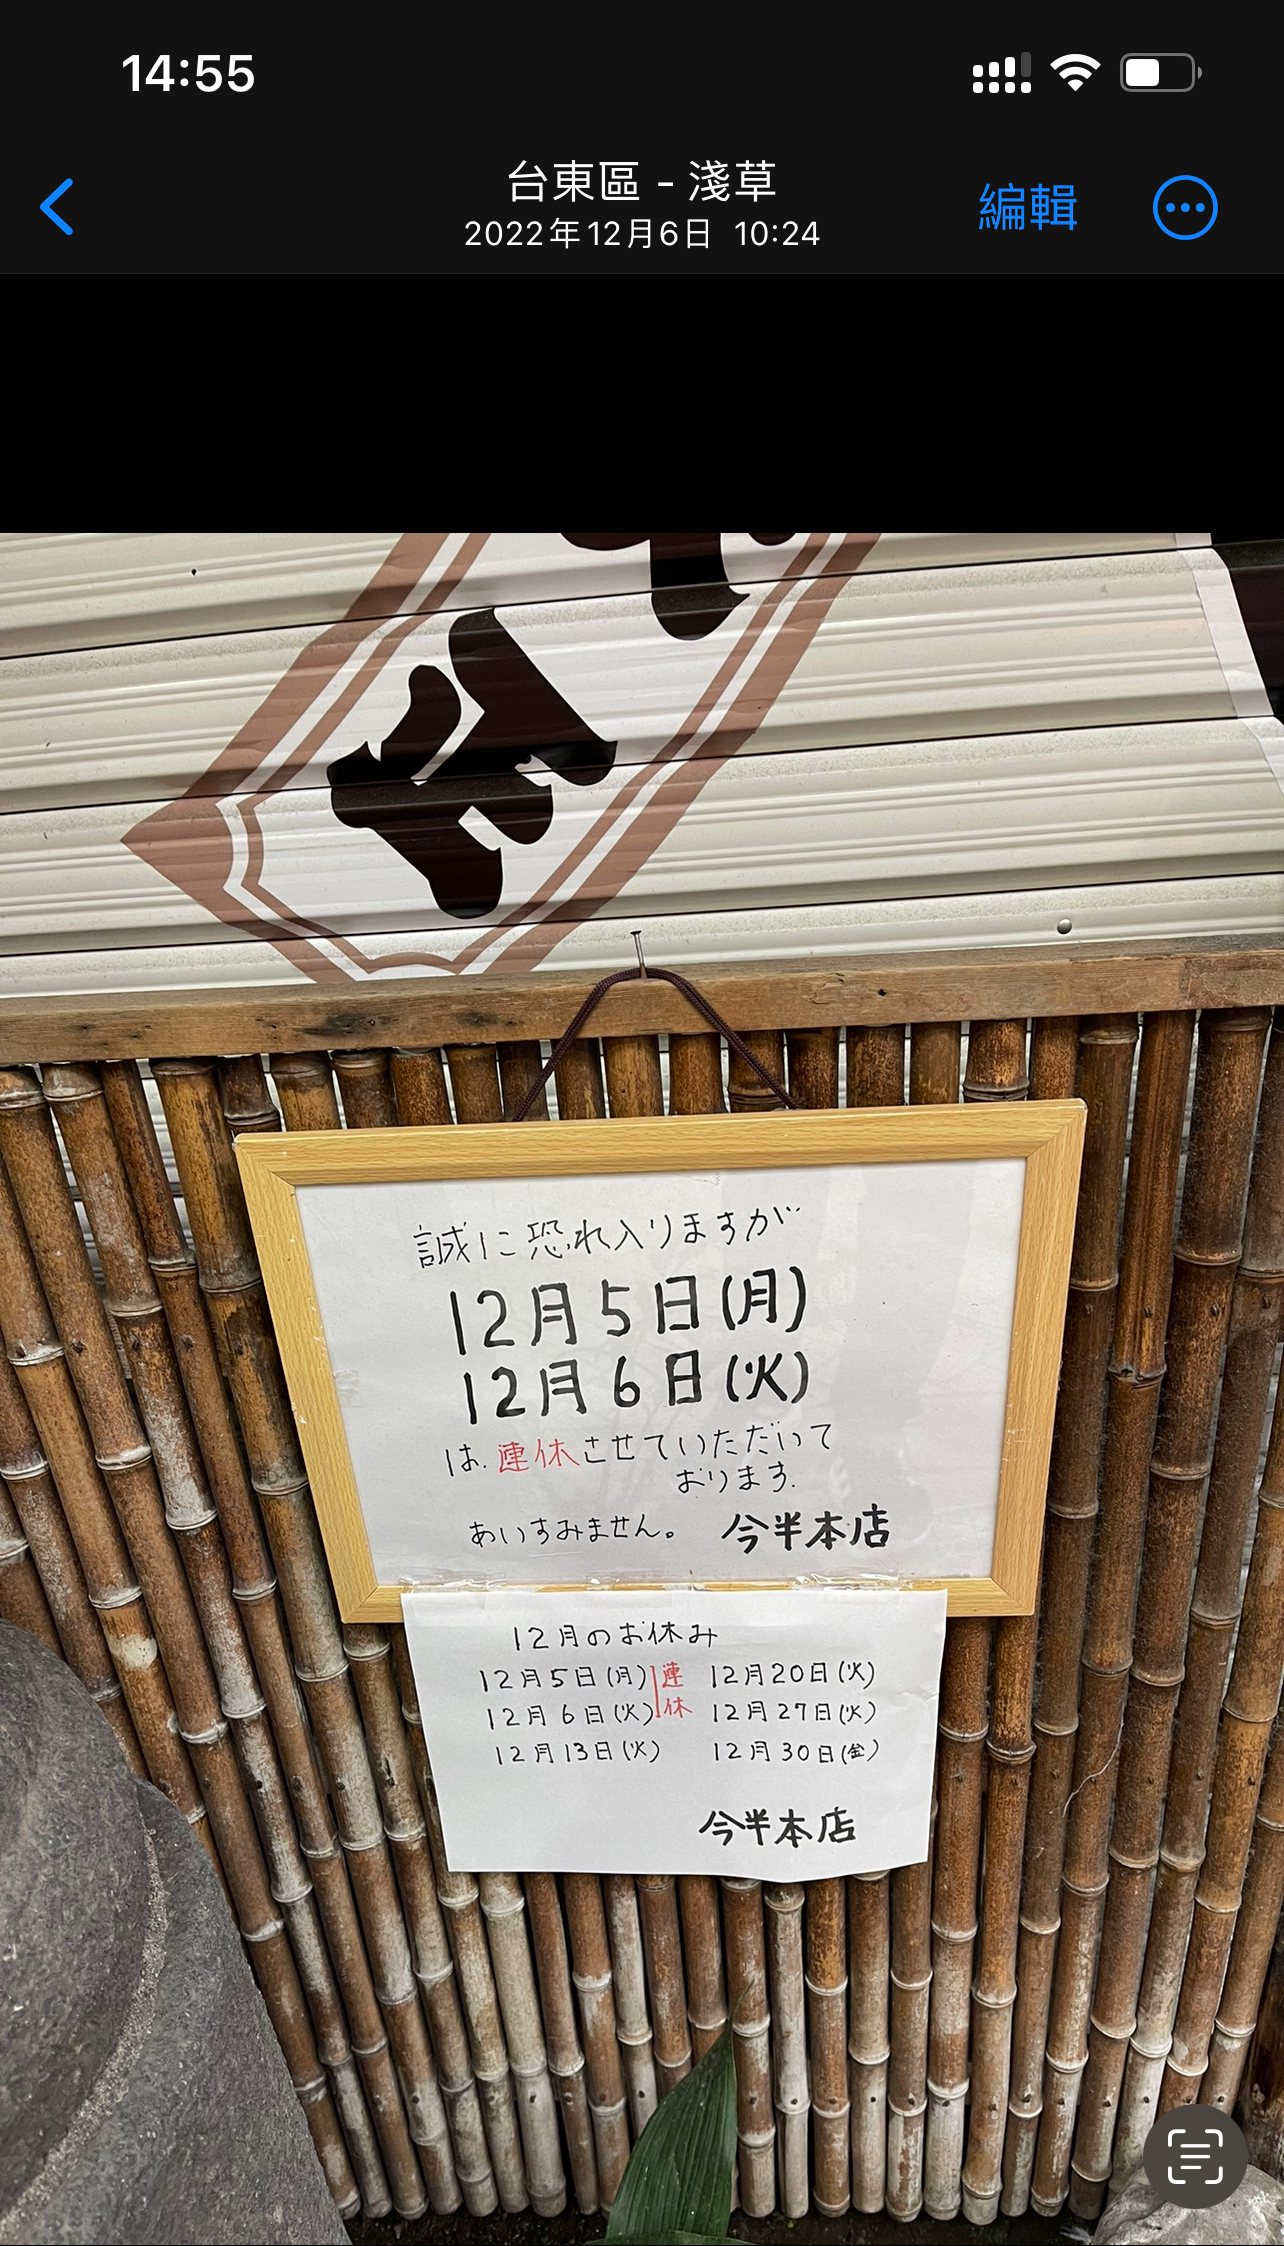 14:55
台東區 - 淺草
2022年12月6日 10:24
編輯
誠に恐れ入りますが
12月5日(月)
12月6日(火)
は.連休させていただいて
おります.
あいすみません。 今半本店
12月のお休み
12月5日(月) 連 12月20日(火)
12月6日(火) 休 12月27日(火)
12月13日(火) 12月30日(金)
今半本店